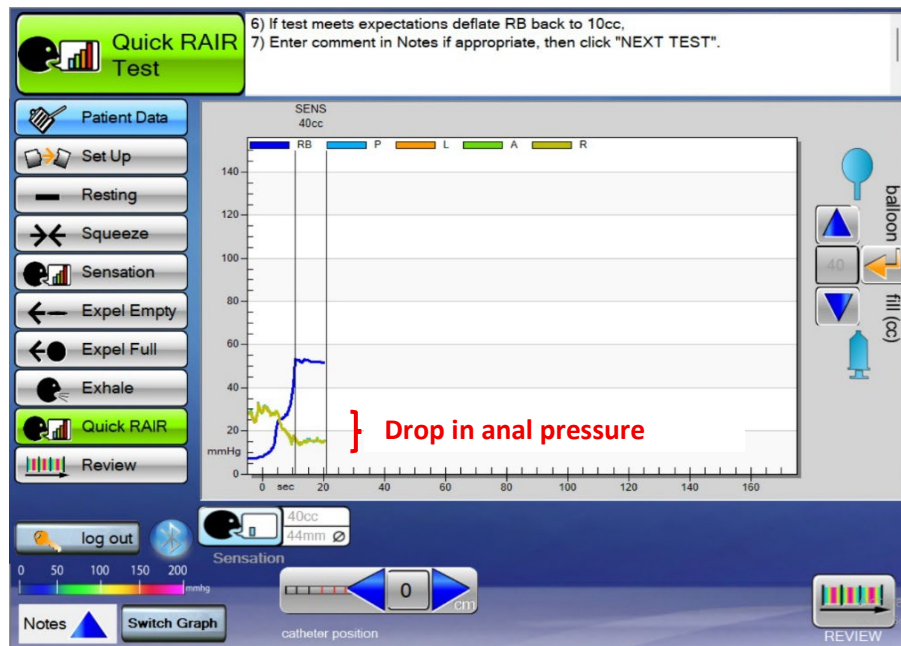 Quick RAIR
Test
6) If test meets expectations deflate RB back to 10cc,
7) Enter comment in Notes if appropriate, then click "NEXT TEST".
Patient Data
Set Up
Resting
Squeeze
Sensation
Expel Empty
Expel Full
Exhale
Quick RAIR
Review
SENS
40cc
RB P L A R
140
120
100
80
60
40
20
mmHg
0
0 sec 20 40 60 80 100 120 140 160
Drop in anal pressure
balloon
40
fill (cc)
log out
40cc
44mm Ø
Sensation
0 50 100 150 200
mmhg
0
cm
catheter position
Notes
Switch Graph
REVIEW